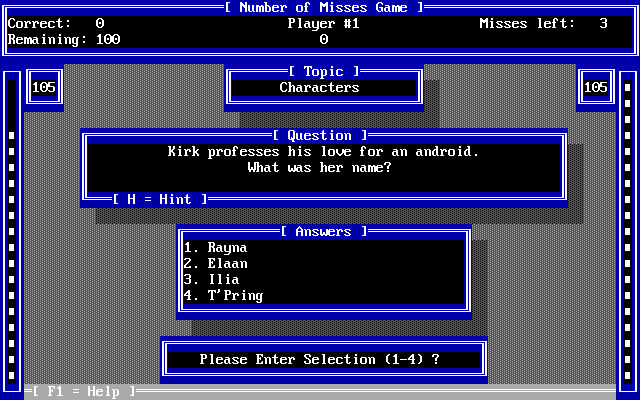 [ Number of Misses Game ]
Correct: 0 Player #1 Misses left: 3
Remaining: 100 0
105 [ Topic ] 105
Characters
[ Question ]
Kirk professes his love for an android.
What was her name?
[ H = Hint ]
[ Answers ]
1. Rayna
2. Elaan
3. Ilia
4. T'Pring
Please Enter Selection (1-4) ?
[ F1 = Help ]